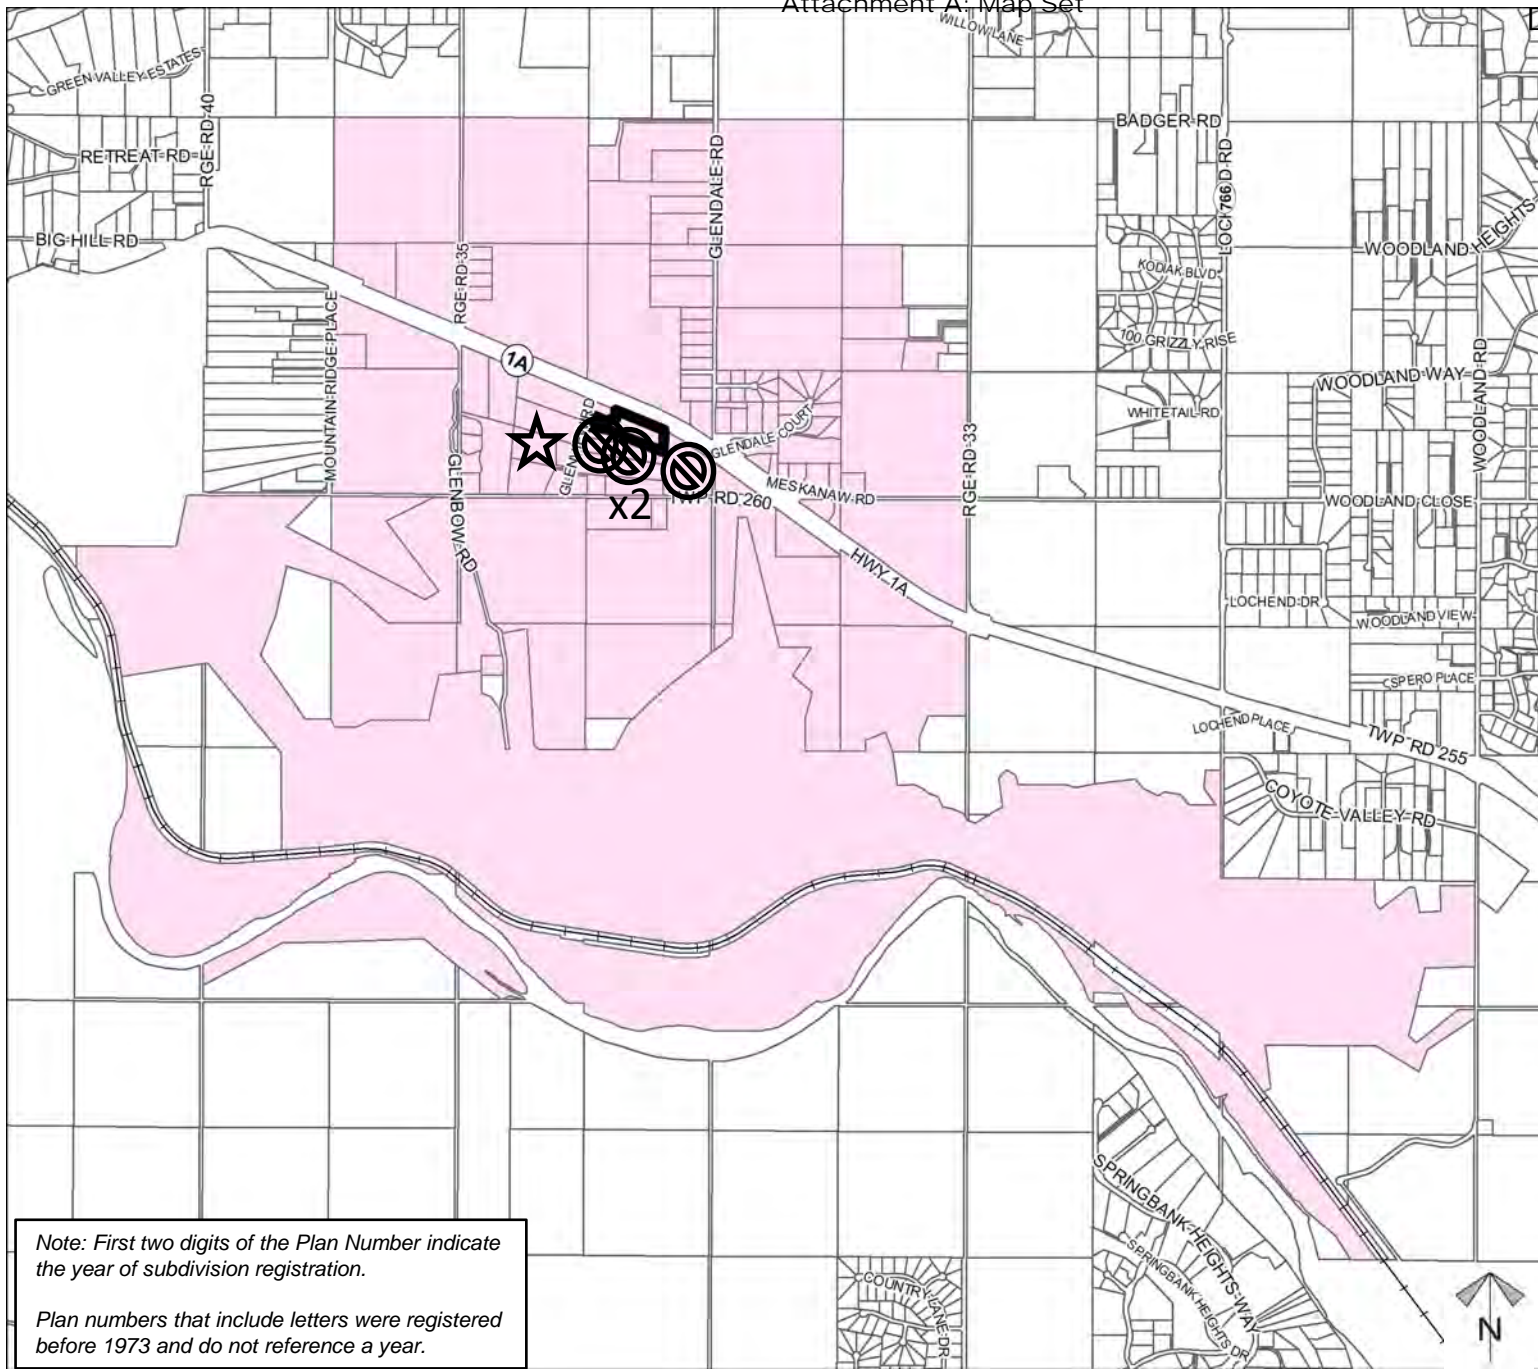 Attachment A: Map Set
WILLOW LANE
GREEN VALLEY ESTATES
RGE RD 40
BADGER RD
RETREAT RD
GLENDALE RD
LOCH
D RD
766
BIG HILL RD
RGE RD 35
WOODLAND HEIGHTS
KODIAK BLVD
MOUNTAIN RIDGE PLACE
100 GRIZZLY RISE
1A
WOODLAND WAY
WOODLAND RD
WHITETAIL RD
GLENDALE COURT
RGE RD 33
GLENBOW RD
MESKANAW RD
RD 260
x2
WOODLAND CLOSE
HWY 1A
LOCHEND DR
WOODLAND VIEW
SPERO PLACE
LOCHEND PLACE
TWP RD 255
COYOTE VALLEY RD
SPRINGBANK HEIGHTS WAY
SPRINGBANK HEIGHTS DR
COUNTRY LANE DR
N
Note: First two digits of the Plan Number indicate
the year of subdivision registration.
Plan numbers that include letters were registered
before 1973 and do not reference a year.